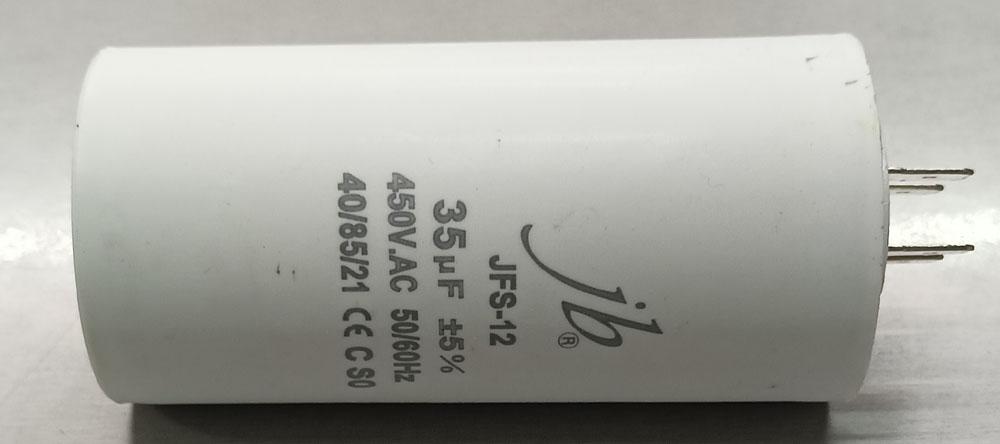 jb®
JFS-12
35μF ±5%
450V.AC 50/60Hz
40/85/21 CE C S0